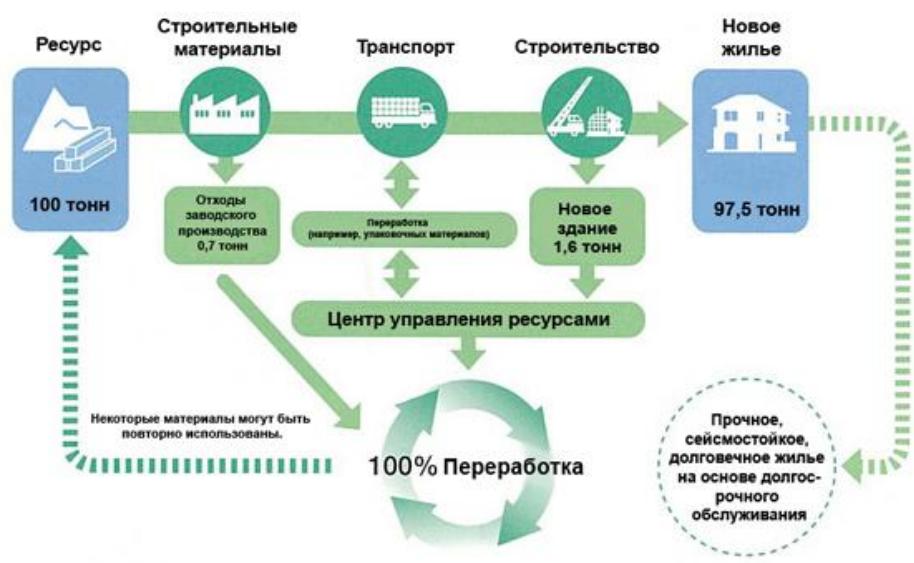 Ресурс
Строительные
материалы
Транспорт
Строительство
Новое
жилье
100 тонн
97,5 тонн
Отходы
заводского
производства
0,7 тонн
Переработка
(например, упаковочных материалов)
Новое
здание
1,6 тонн
Центр управления ресурсами
Некоторые материалы могут быть
повторно использованы.
100% Переработка
Прочное,
сейсмостойкое,
долговечное жилье
на основе долгос-
рочного
обслуживания